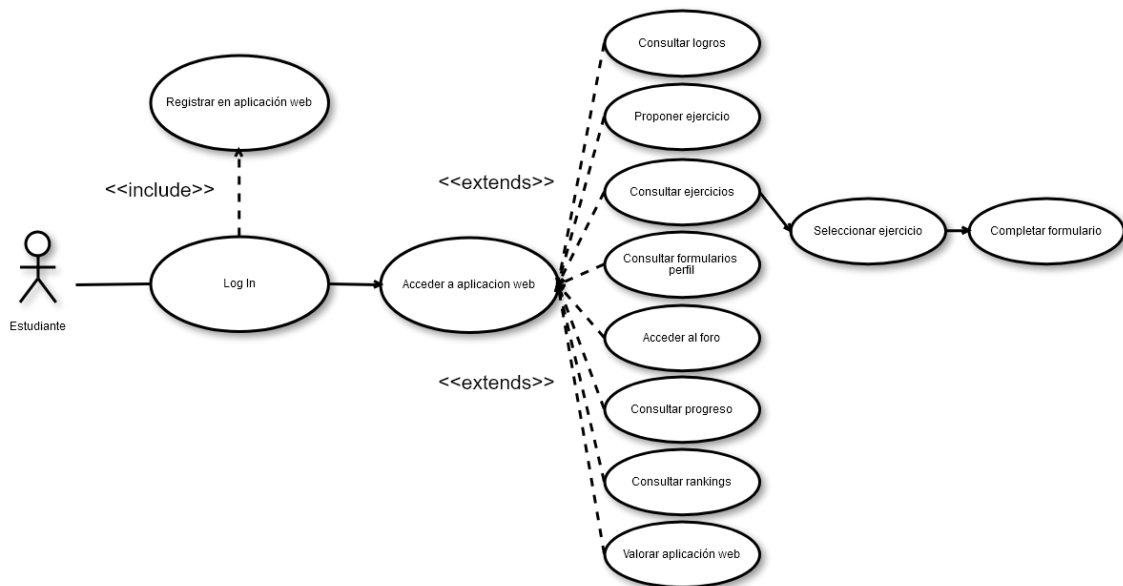 Consultar logros
Registrar en aplicación web
Proponer ejercicio
<<include>>
<<extends>>
Consultar ejercicios
Seleccionar ejercicio
Completar formulario
Consultar formularios
perfil
Estudiante
Log In
Acceder a aplicacion web
Acceder al foro
<<extends>>
Consultar progreso
Consultar rankings
Valorar aplicación web